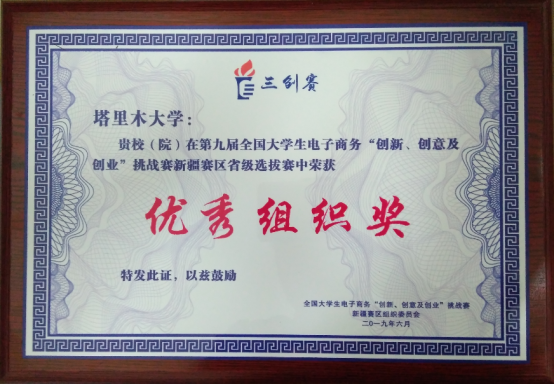 三创赛
塔里木大学：
贵校（院）在第九届全国大学生电子商务“创新、创意及
创业”挑战赛新疆赛区省级选拔赛中荣获
优秀组织奖
特发此证，以兹鼓励
全国大学生电子商务“创新、创意及创业”挑战赛
新疆赛区组织委员会
二〇一九年六月